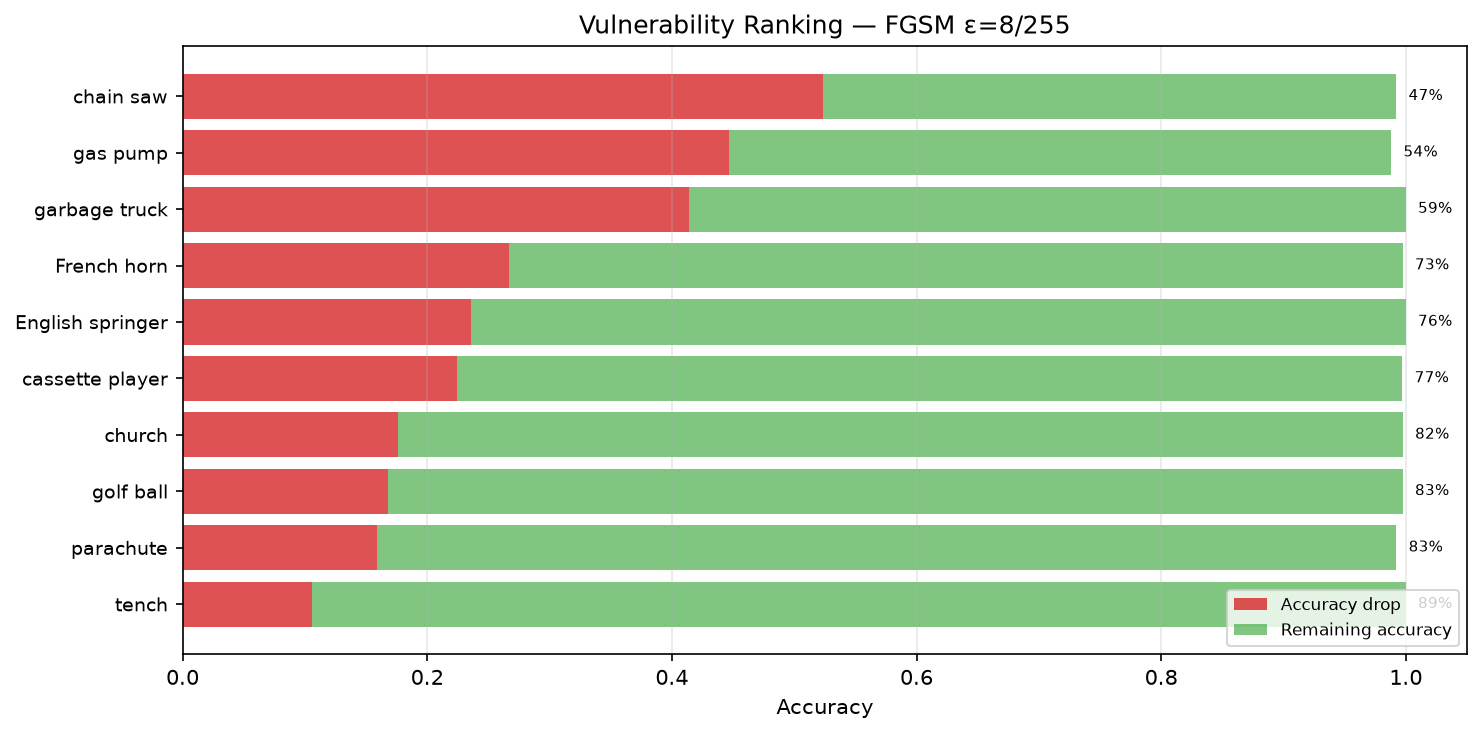 Vulnerability Ranking — FGSM ε=8/255
chain saw 47%
gas pump 54%
garbage truck 59%
French horn 73%
English springer 76%
cassette player 77%
church 82%
golf ball 83%
parachute 83%
tench 89%
Accuracy drop
Remaining accuracy
0.0 0.2 0.4 0.6 0.8 1.0
Accuracy